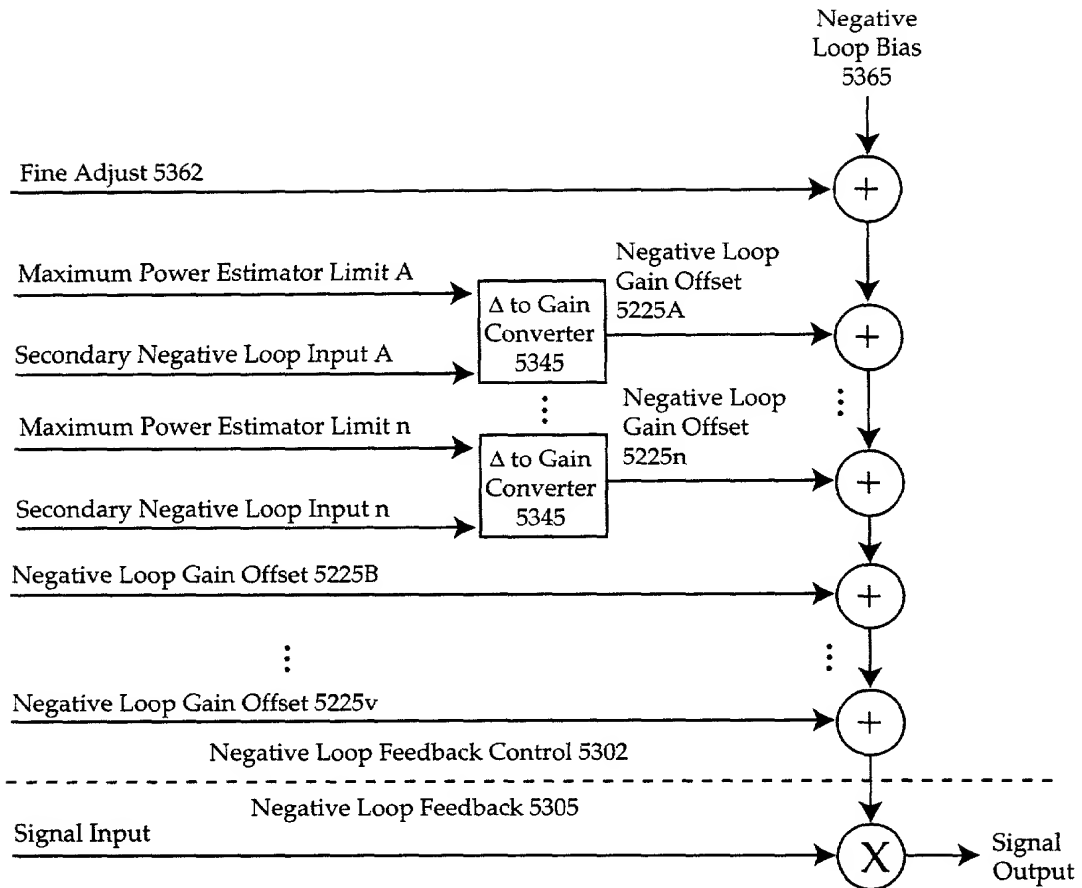 Negative
Loop Bias
5365
Fine Adjust 5362
+
Maximum Power Estimator Limit A
Negative Loop
Gain Offset
5225A
Δ to Gain
Converter
5345
+
Secondary Negative Loop Input A
Maximum Power Estimator Limit n
Negative Loop
Gain Offset
5225n
Δ to Gain
Converter
5345
+
Secondary Negative Loop Input n
Negative Loop Gain Offset 5225B
+
Negative Loop Gain Offset 5225v
+
Negative Loop Feedback Control 5302
Negative Loop Feedback 5305
Signal Input
X
Signal
Output